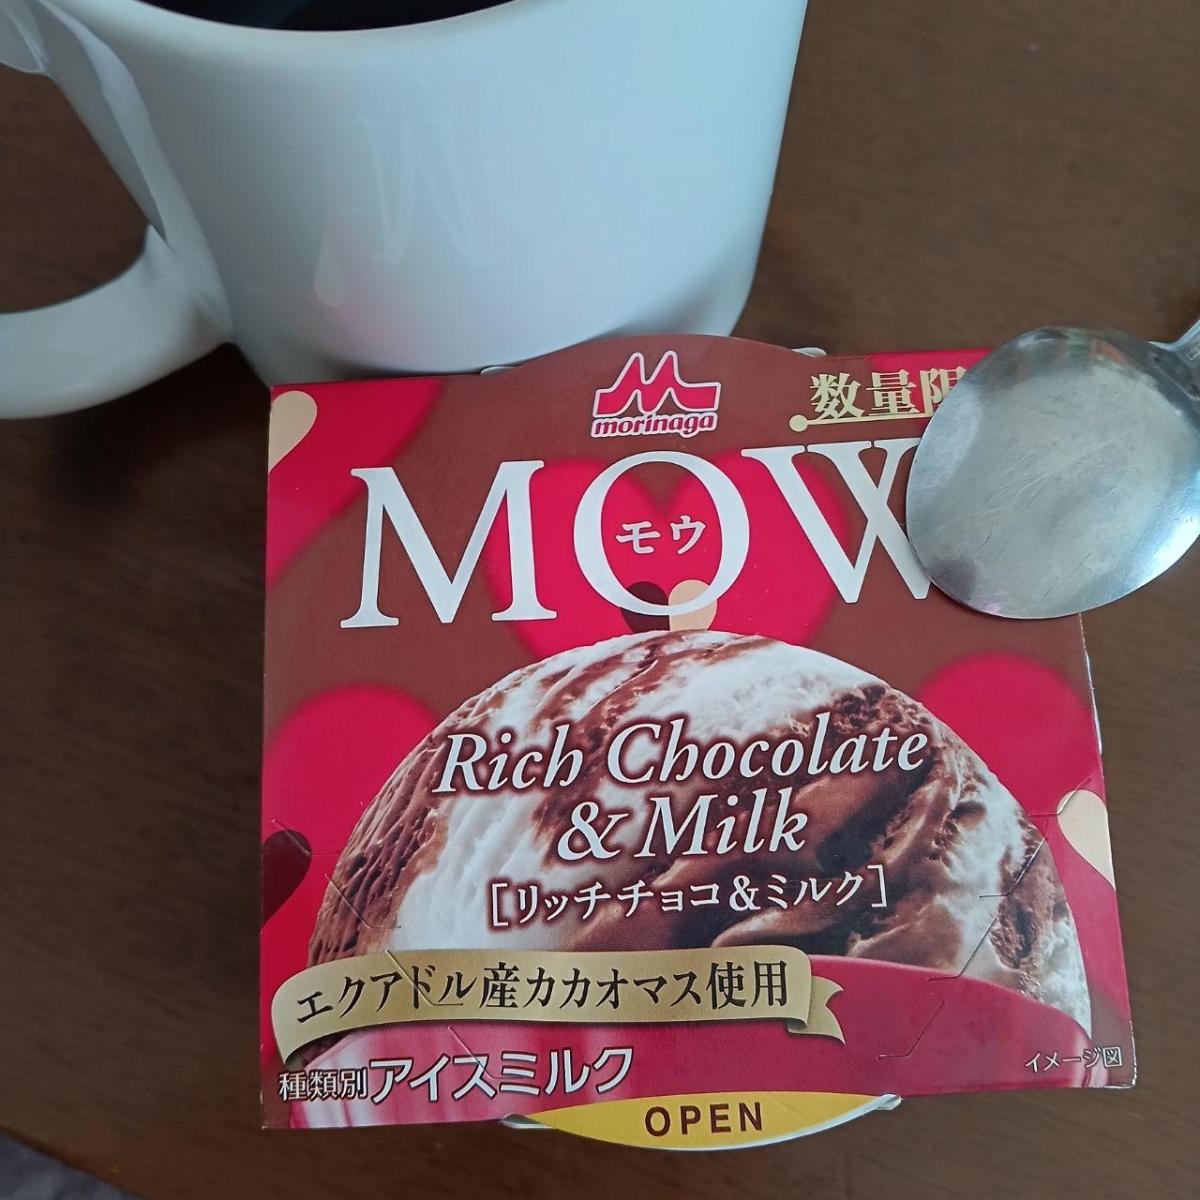 morinaga
数量限
MOW
モウ
Rich Chocolate
& Milk
[リッチチョコ&ミルク]
エクアドル産カカオマス使用
種類別アイスミルク
イメージ図
OPEN